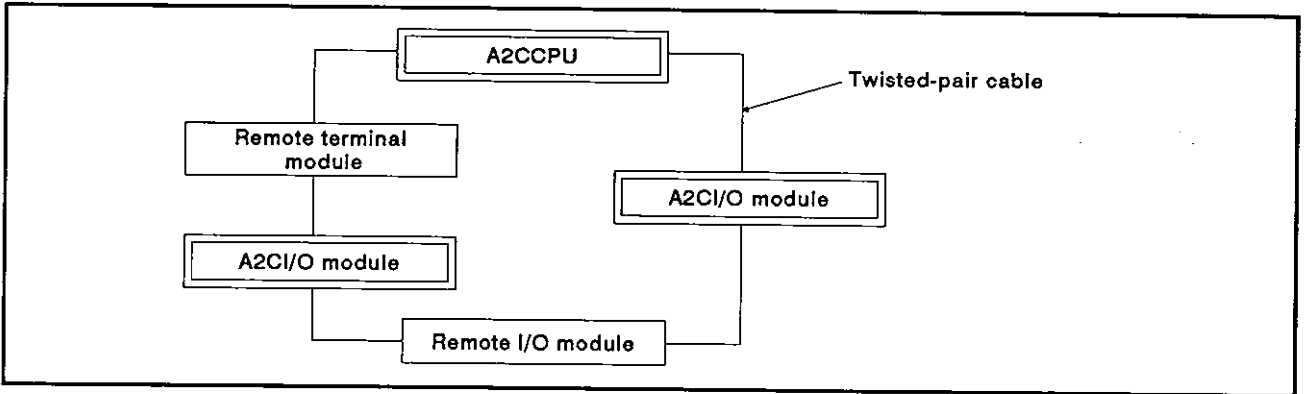 A2CCPU
Twisted-pair cable
Remote terminal
module
A2CI/O module
A2CI/O module
Remote I/O module